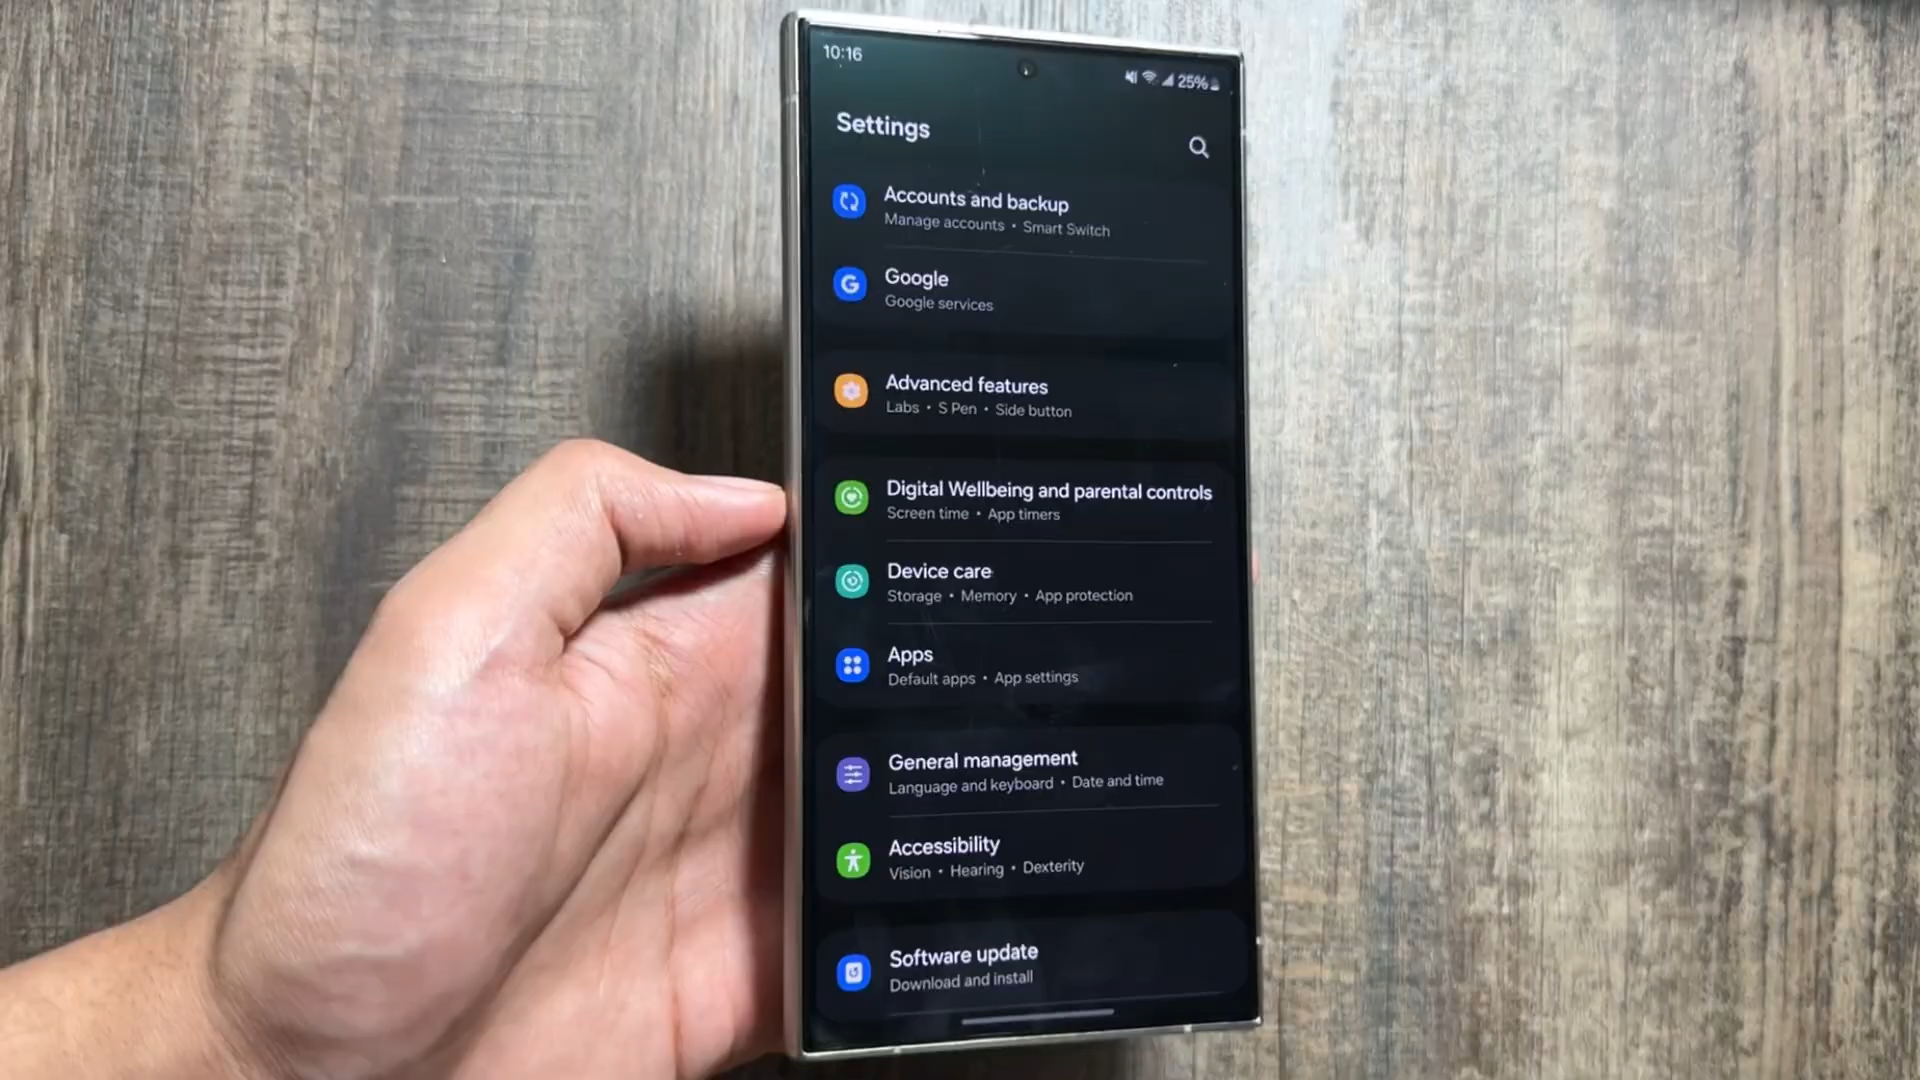 10:16
25%
Settings
Accounts and backup
Manage accounts • Smart Switch
G
Google
Google services
Advanced features
Labs • S Pen • Side button
Digital Wellbeing and parental controls
Screen time • App timers
Device care
Storage • Memory • App protection
Apps
Default apps • App settings
General management
Language and keyboard • Date and time
Accessibility
Vision • Hearing • Dexterity
Software update
Download and install